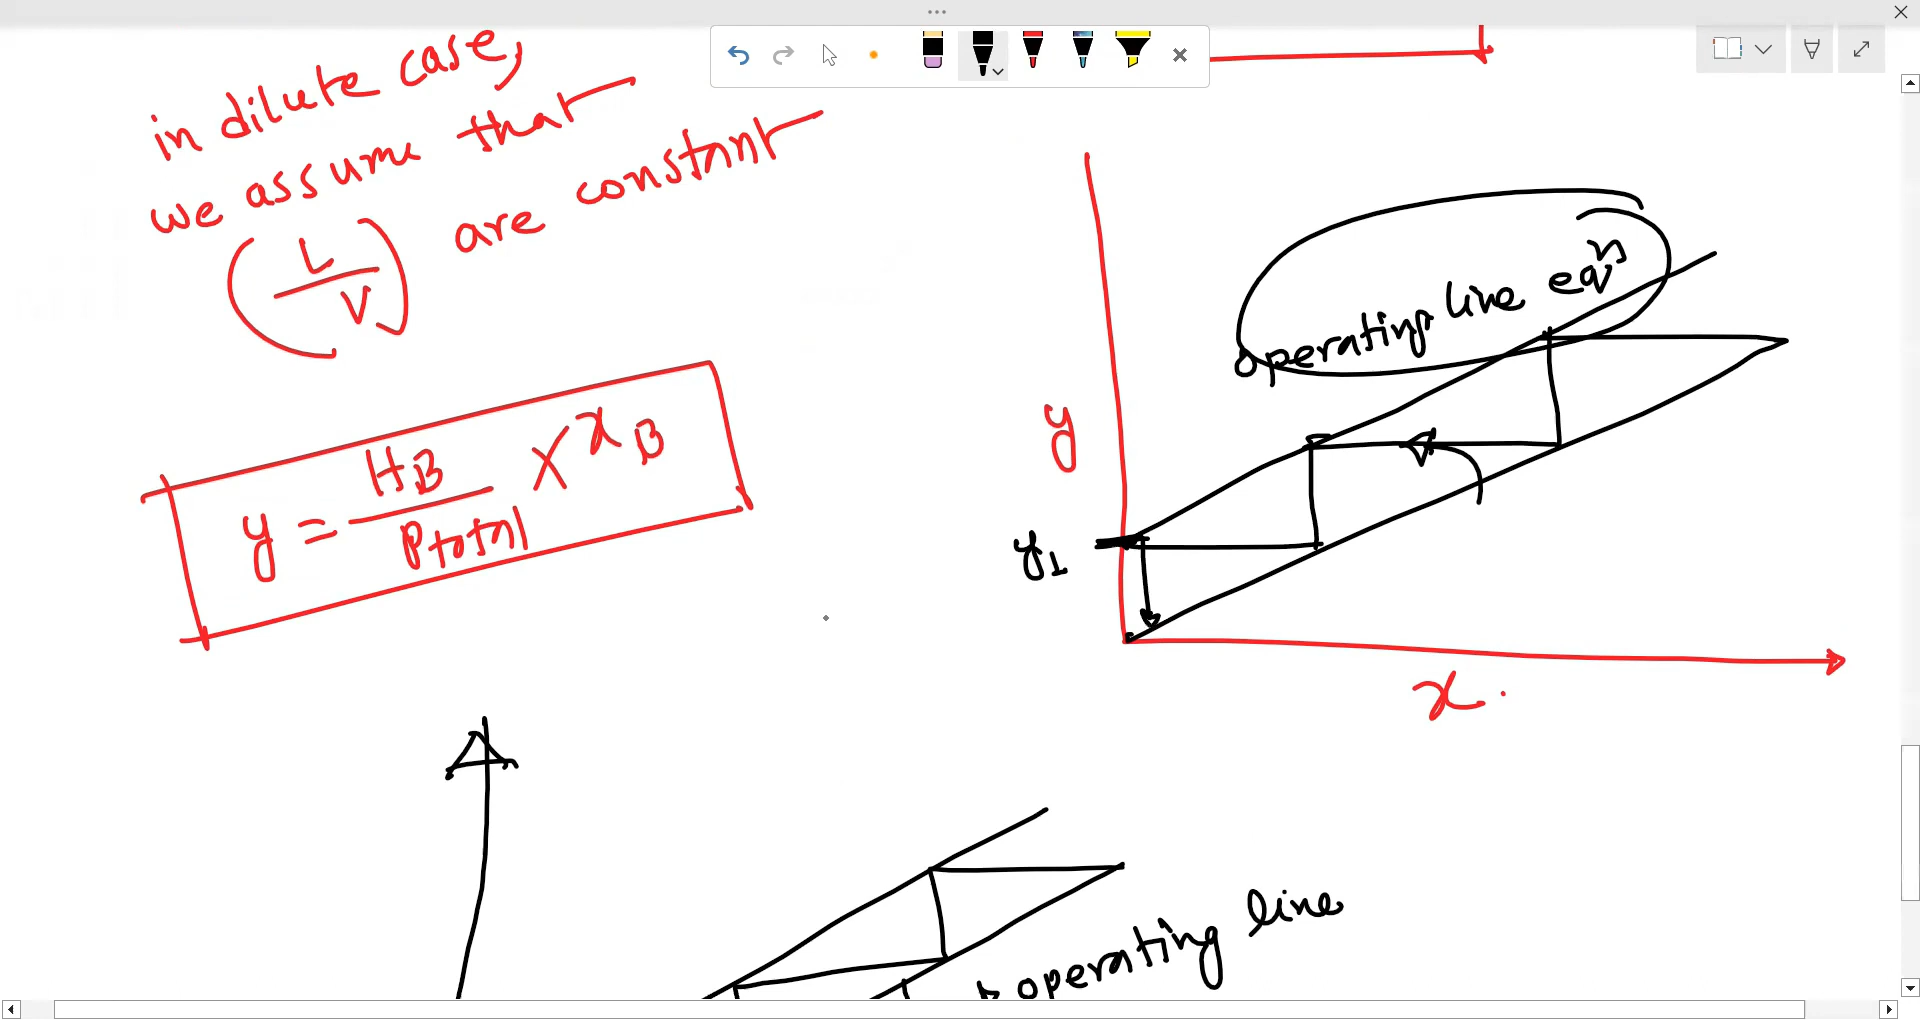 in dilute case,
we assume that
(L/V) are constant
y = HB/Ptotal × xB
operating line eqn
y
y1
x.
operating line